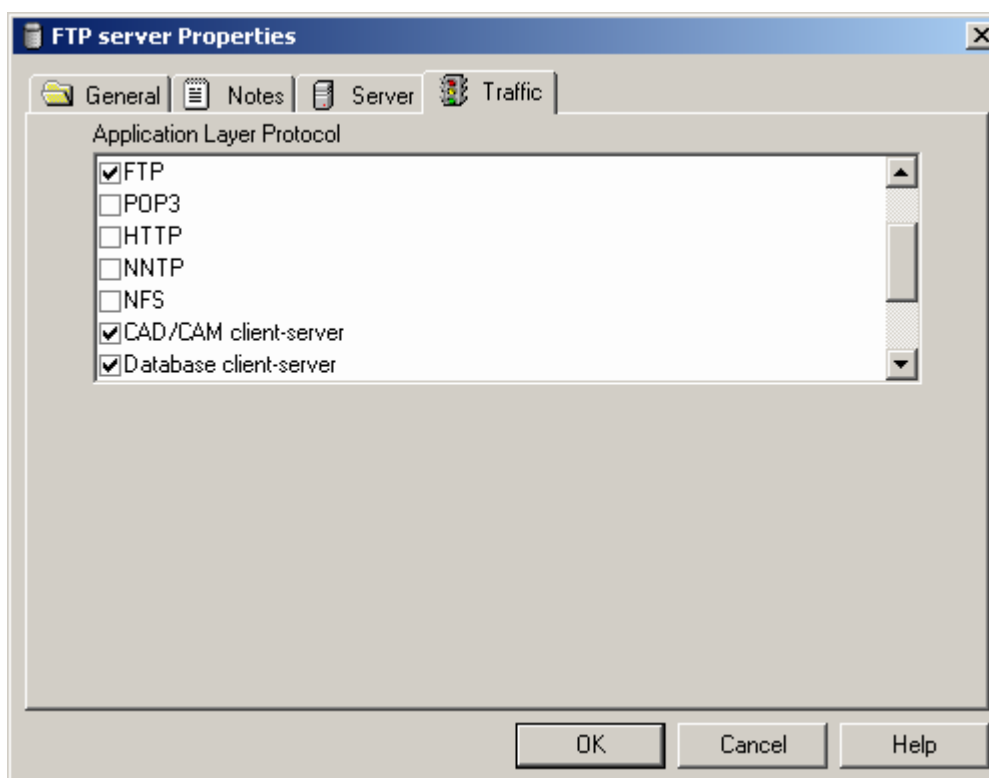 FTP server Properties
General Notes Server Traffic
Application Layer Protocol
FTP
POP3
HTTP
NNTP
NFS
CAD/CAM client-server
Database client-server
OK Cancel Help